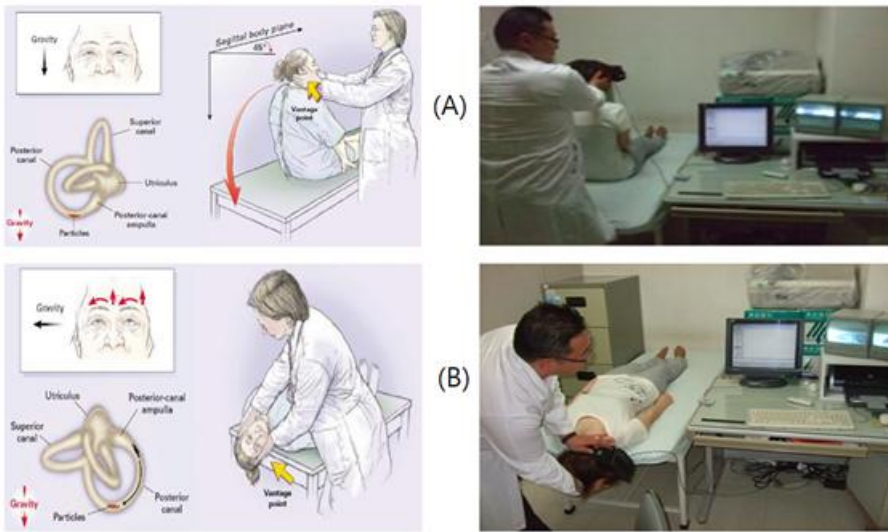 Gravity
Superior
canal
Posterior
canal
Utriculus
Posterior-canal
ampulla
Gravity
Particles
Sagittal body plane
45°
Vantage
point
(A)
Gravity
Utriculus
Posterior-canal
ampulla
Superior
canal
Gravity
Particles
Posterior
canal
Vantage
point
(B)